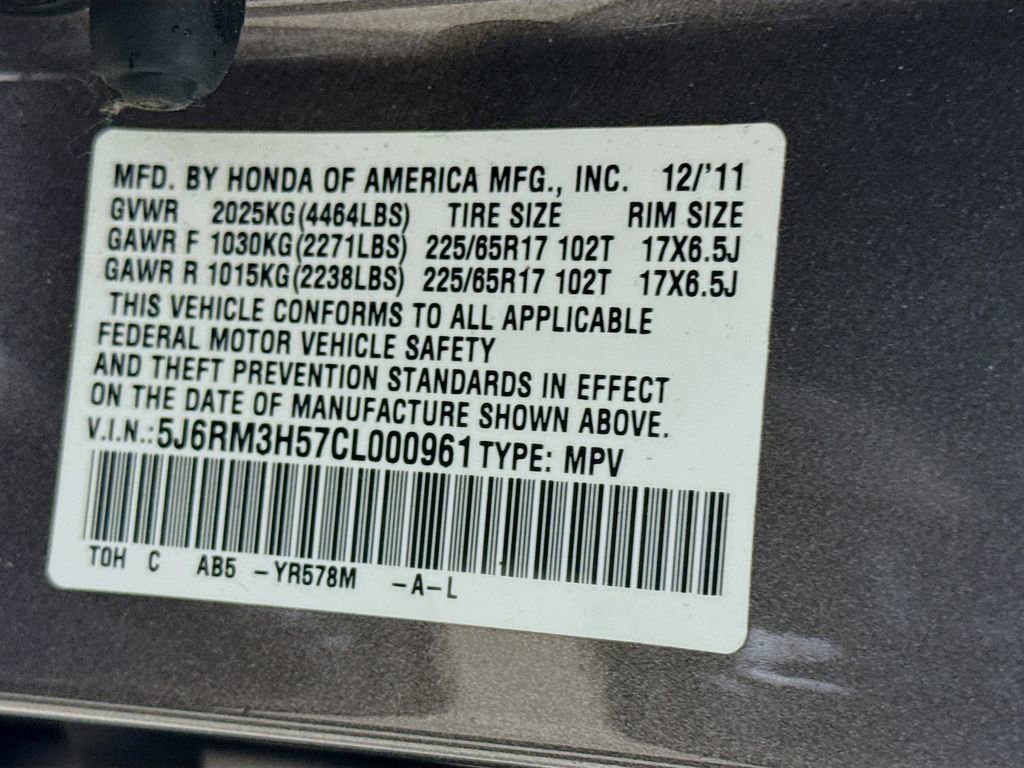 MFD. BY HONDA OF AMERICA MFG., INC. 12/'11
GVWR 2025KG(4464LBS) TIRE SIZE RIM SIZE
GAWR F 1030KG(2271LBS) 225/65R17 102T 17X6.5J
GAWR R 1015KG(2238LBS) 225/65R17 102T 17X6.5J
THIS VEHICLE CONFORMS TO ALL APPLICABLE
FEDERAL MOTOR VEHICLE SAFETY
AND THEFT PREVENTION STANDARDS IN EFFECT
ON THE DATE OF MANUFACTURE SHOWN ABOVE.
V.I.N.: 5J6RM3H57CL000961 TYPE: MPV
TOH C AB5 -YR578M -A-L